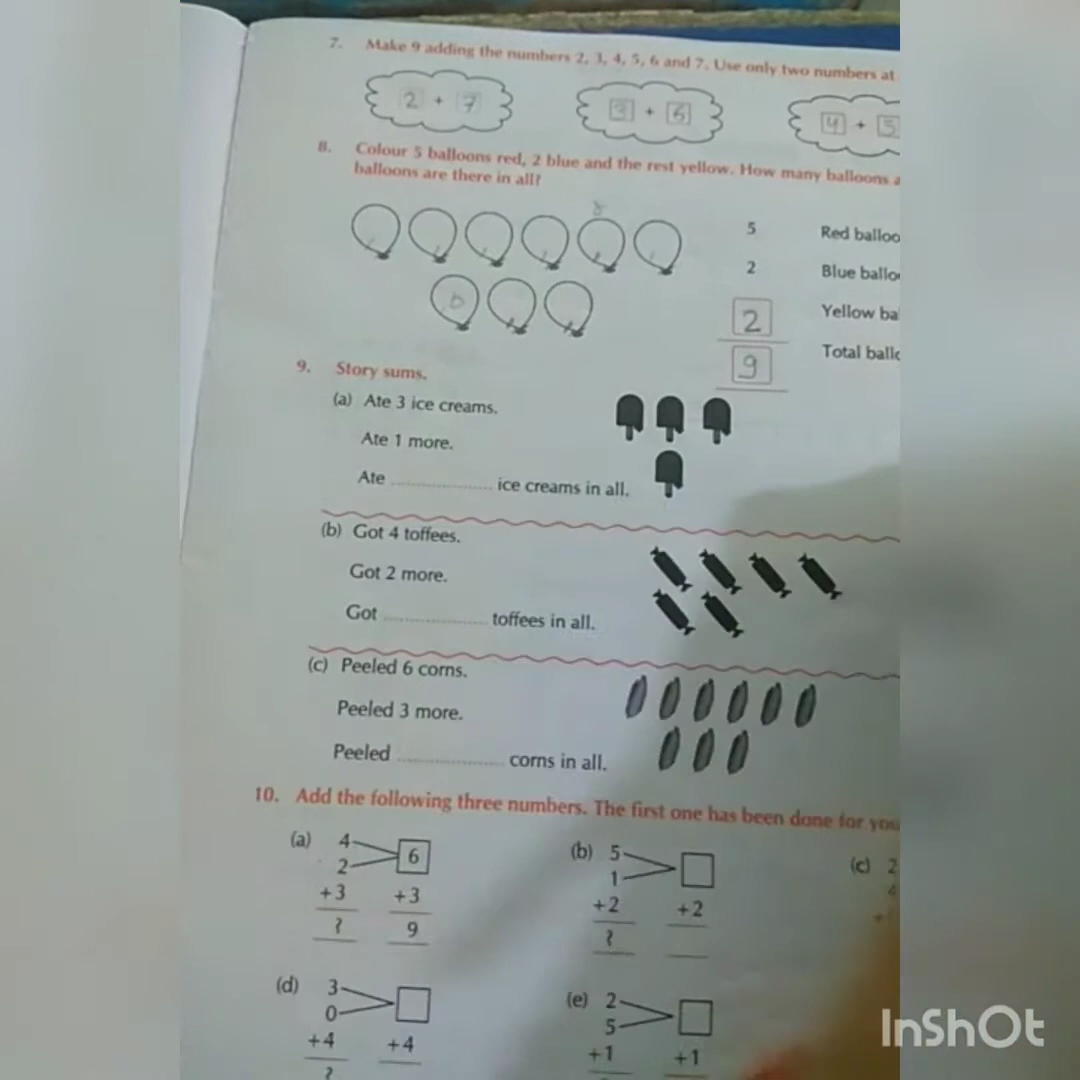 7. Make 9 adding the numbers 2, 3, 4, 5, 6 and 7. Use only two numbers at
2 + 7 3 + 6 4 + 5
8. Colour 5 balloons red, 2 blue and the rest yellow. How many balloons a
balloons are there in all?
5 Red balloo
2 Blue ballo
b
2 Yellow ba
9 Total ballo
9. Story sums.
(a) Ate 3 ice creams.
Ate 1 more.
Ate .................... ice creams in all.
(b) Got 4 toffees.
Got 2 more.
Got .................... toffees in all.
(c) Peeled 6 corns.
Peeled 3 more.
Peeled .................... corns in all.
10. Add the following three numbers. The first one has been done for you
(a) 4 6 (b) 5 (c) 2
2 1 4
+3 +3 +2 +2
? 9 ?
(d) 3 (e) 2
0 5
+4 +4 +1 +1
?
InShOt